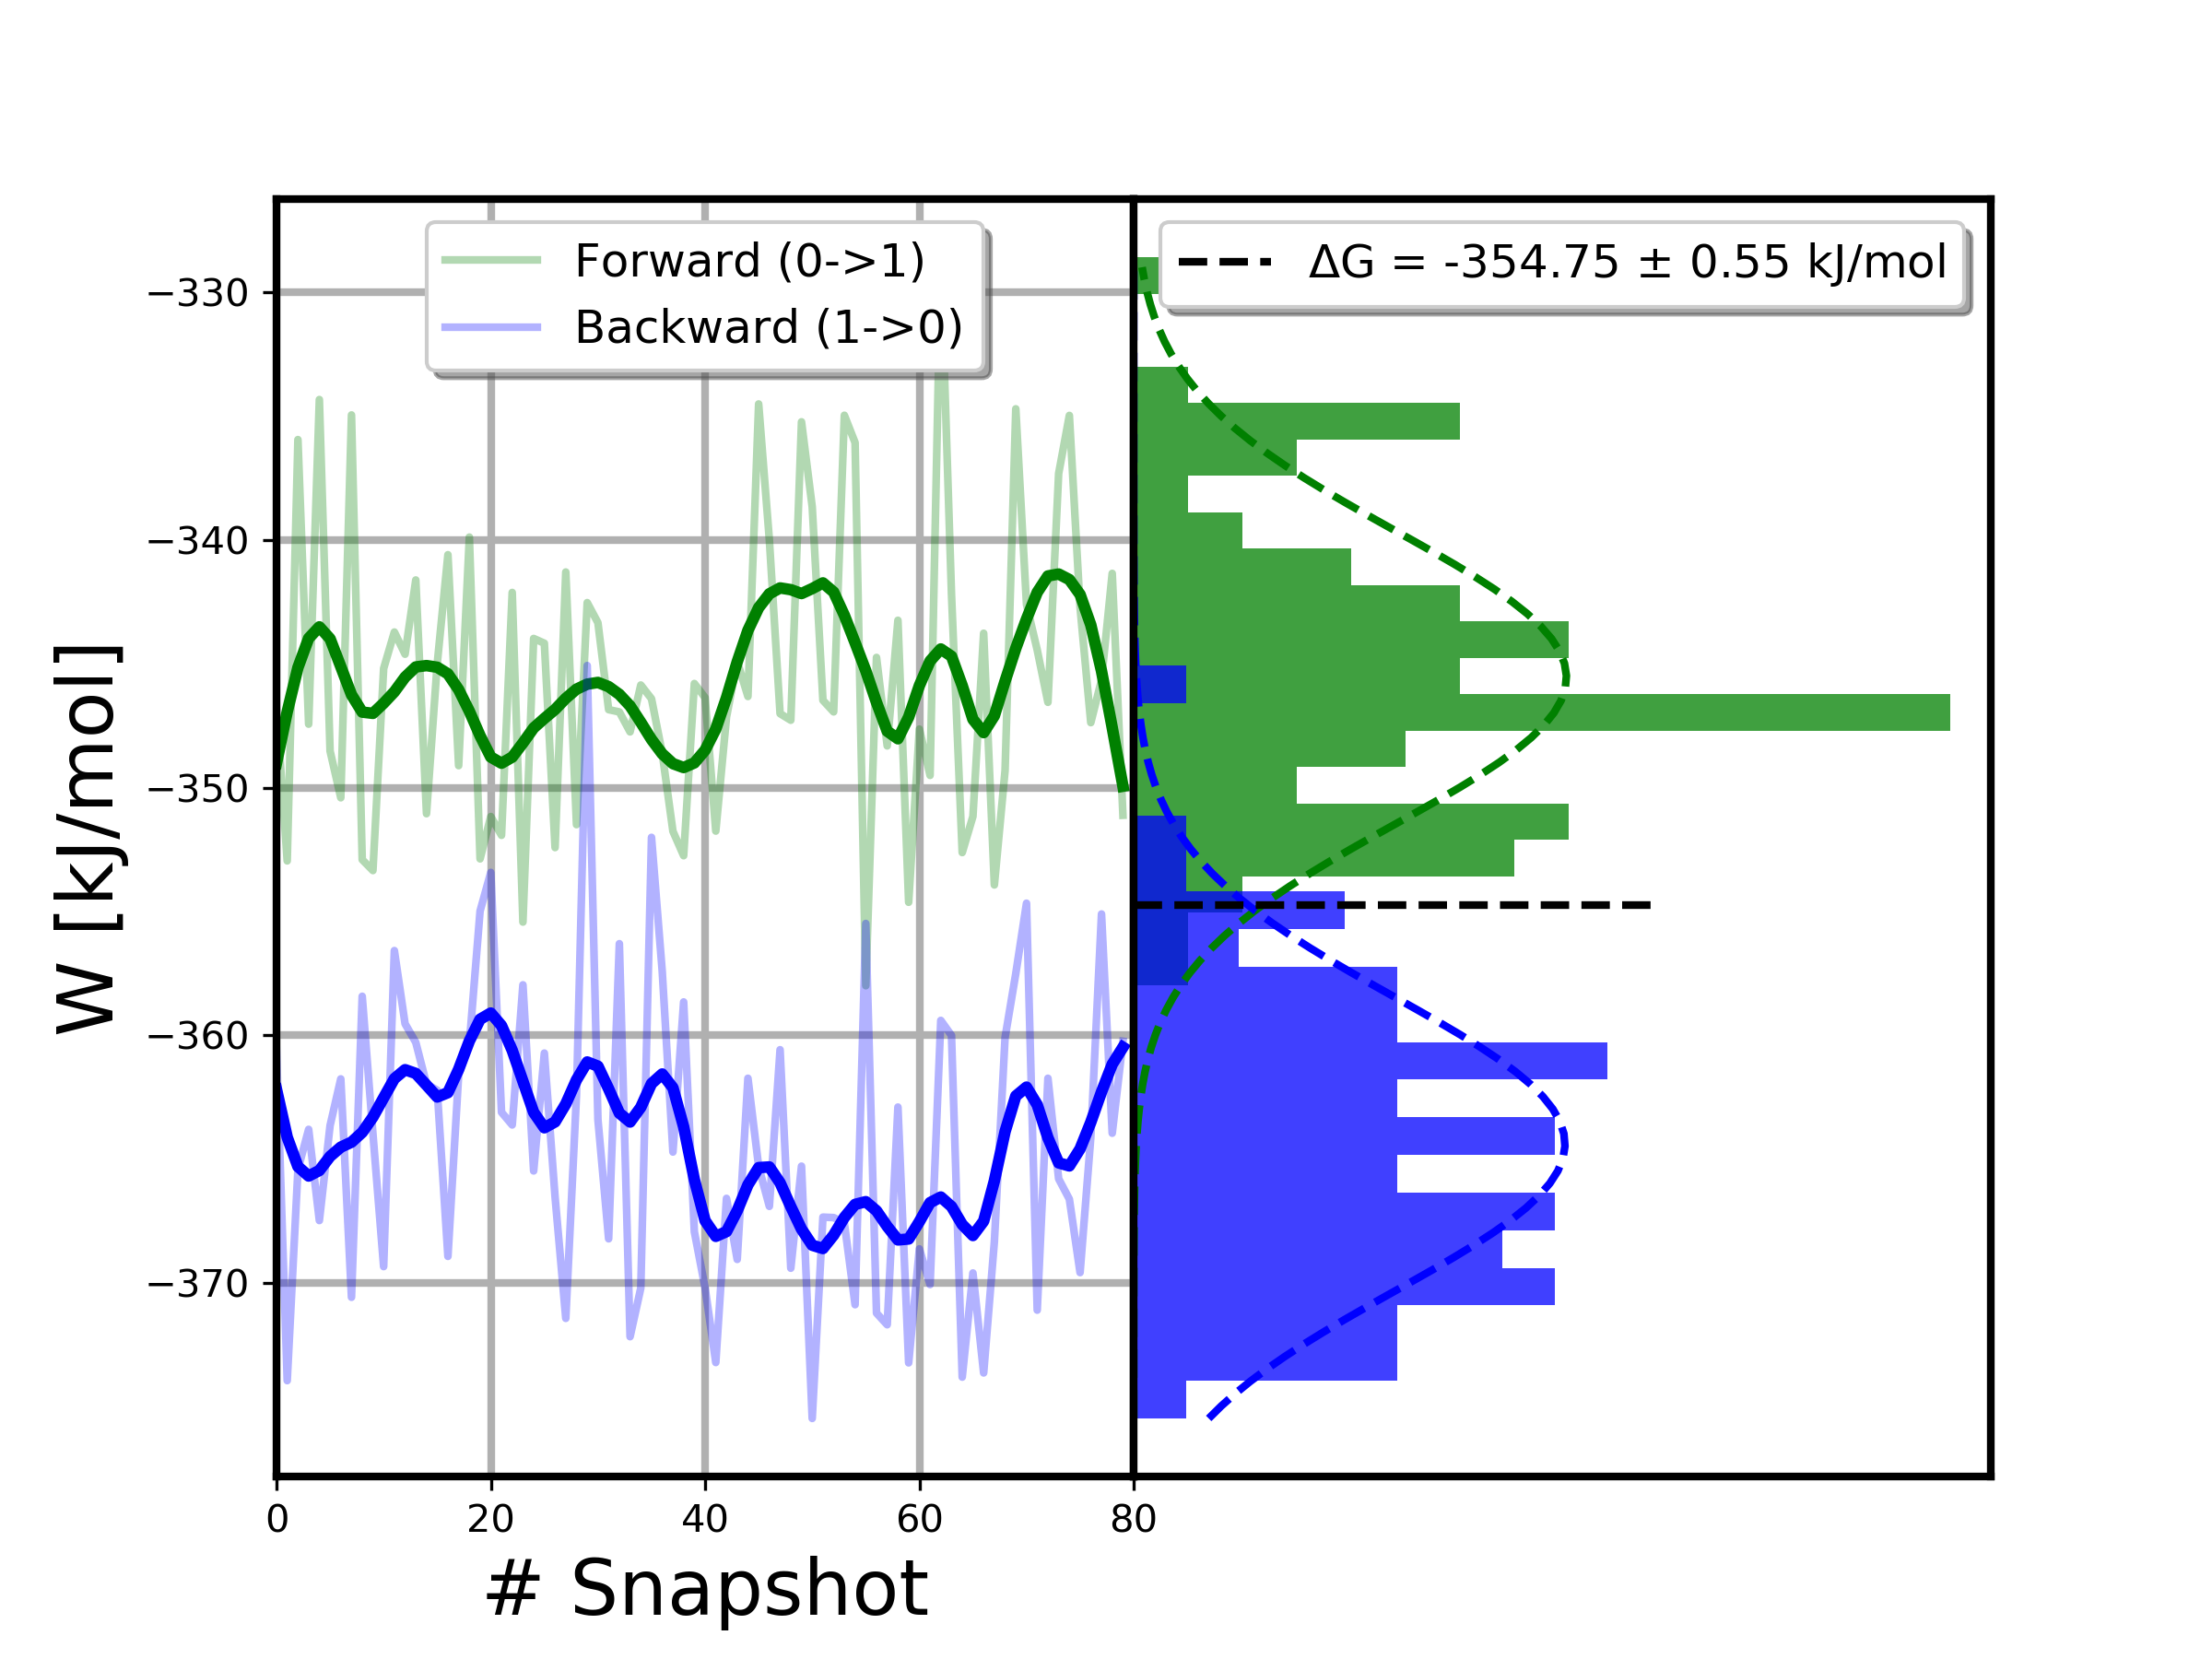 Forward (0->1)
Backward (1->0)
ΔG = -354.75 ± 0.55 kJ/mol
W [kJ/mol]
−330
−340
−350
−360
−370
0 20 40 60 80
# Snapshot